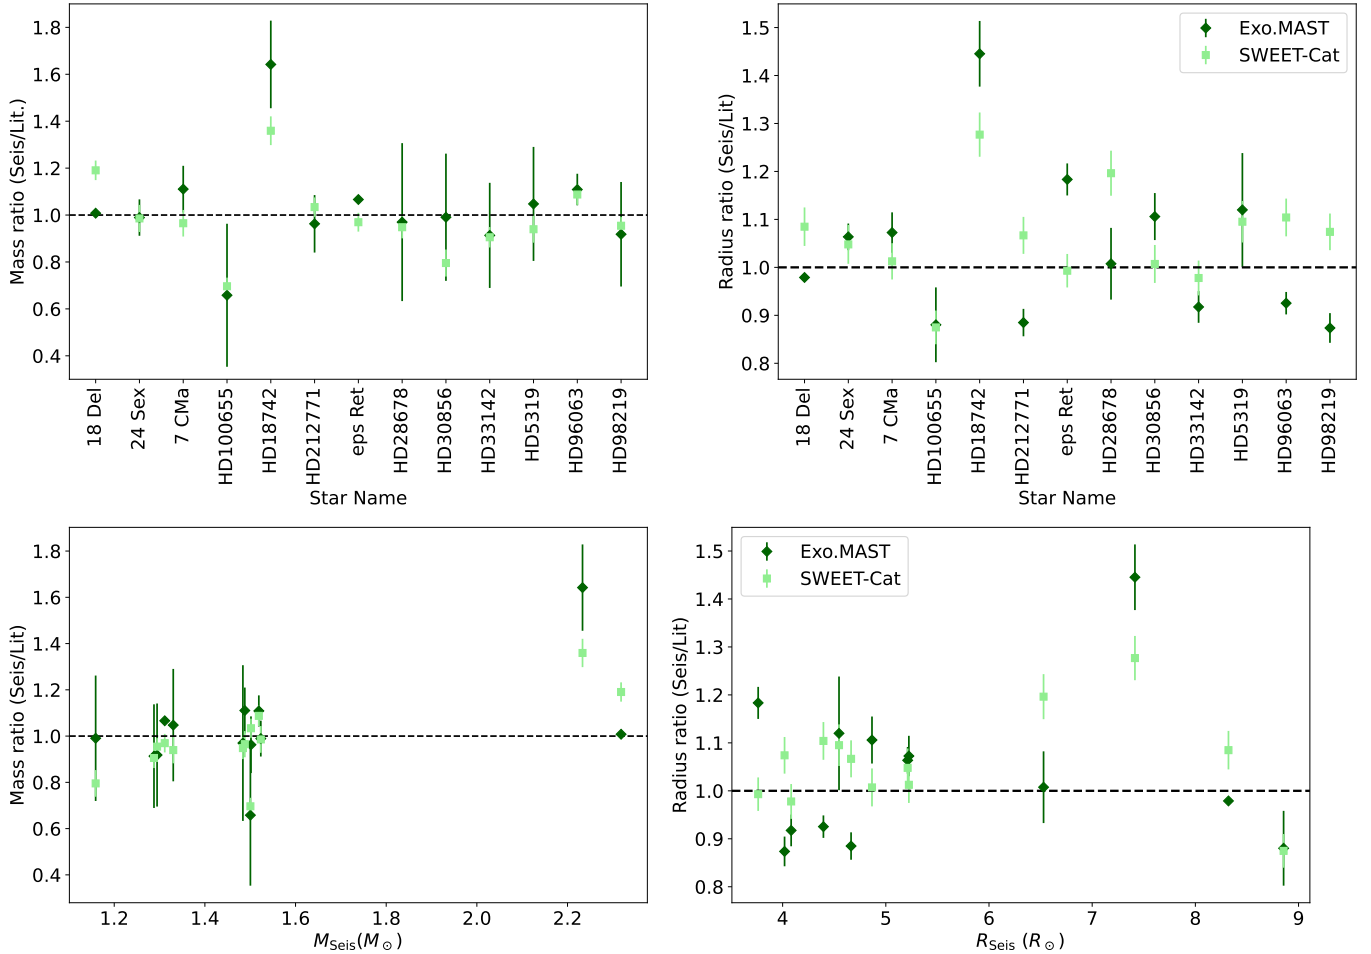 Mass ratio (Seis/Lit.)
1.8
1.6
1.4
1.2
1.0
0.8
0.6
0.4
18 Del
24 Sex
7 CMa
HD100655
HD18742
HD212771
eps Ret
HD28678
HD30856
HD33142
HD5319
HD96063
HD98219
Star Name
Radius ratio (Seis/Lit)
1.5
1.4
1.3
1.2
1.1
1.0
0.9
0.8
Exo.MAST
SWEET-Cat
18 Del
24 Sex
7 CMa
HD100655
HD18742
HD212771
eps Ret
HD28678
HD30856
HD33142
HD5319
HD96063
HD98219
Star Name
Mass ratio (Seis/Lit)
1.8
1.6
1.4
1.2
1.0
0.8
0.6
0.4
1.2 1.4 1.6 1.8 2.0 2.2
M_Seis(M_⊙)
Radius ratio (Seis/Lit)
1.5
1.4
1.3
1.2
1.1
1.0
0.9
0.8
Exo.MAST
SWEET-Cat
4 5 6 7 8 9
R_Seis (R_⊙)